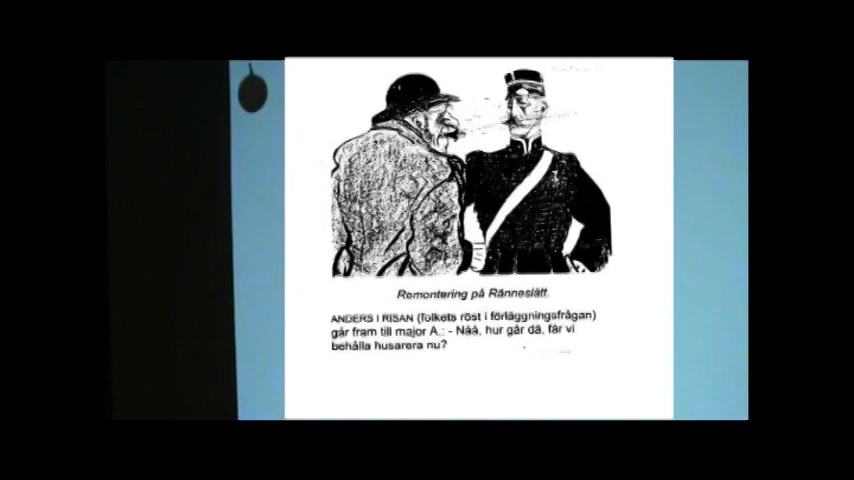 Remontering på Ränneslätt.
ANDERS I RISAN (folkets röst i förläggningsfrågan)
går fram till major A.: - Nåå, hur går dä, får vi
behålla husarera nu?